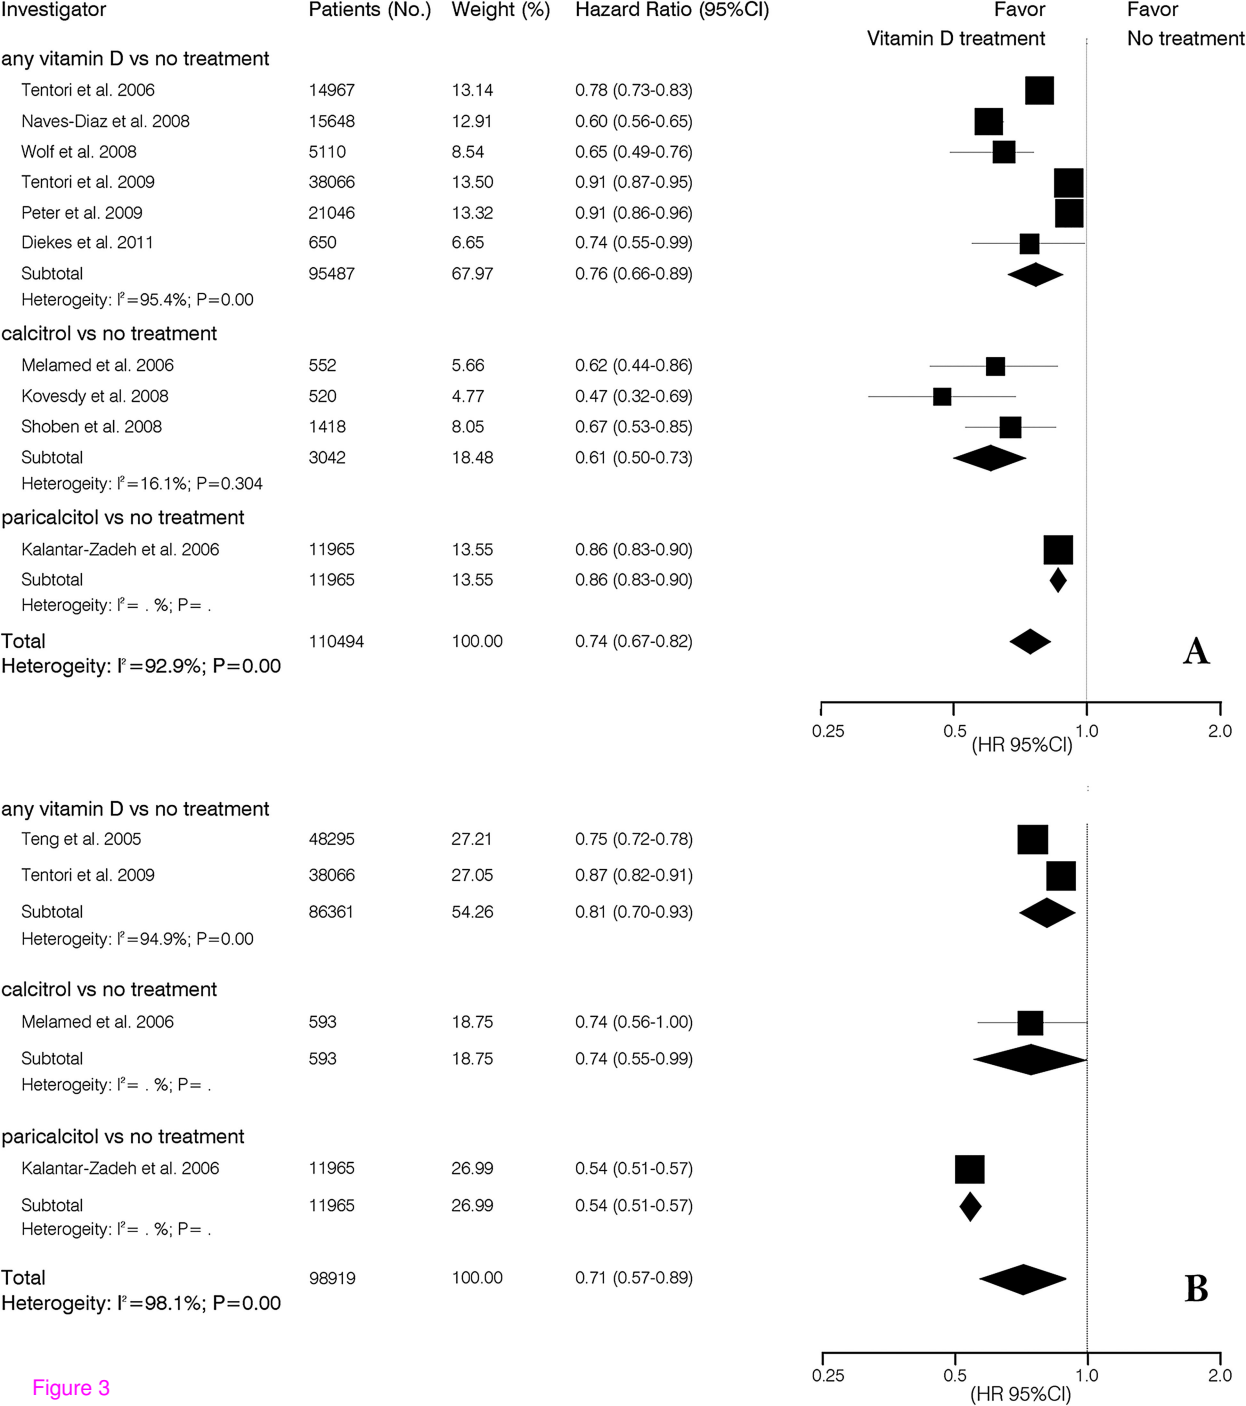 Investigator Patients (No.) Weight (%) Hazard Ratio (95%CI) Favor Favor
Vitamin D treatment No treatment
any vitamin D vs no treatment
Tentori et al. 2006 14967 13.14 0.78 (0.73-0.83)
Naves-Diaz et al. 2008 15648 12.91 0.60 (0.56-0.65)
Wolf et al. 2008 5110 8.54 0.65 (0.49-0.76)
Tentori et al. 2009 38066 13.50 0.91 (0.87-0.95)
Peter et al. 2009 21046 13.32 0.91 (0.86-0.96)
Diekes et al. 2011 650 6.65 0.74 (0.55-0.99)
Subtotal 95487 67.97 0.76 (0.66-0.89)
Heterogeity: I²=95.4%; P=0.00
calcitrol vs no treatment
Melamed et al. 2006 552 5.66 0.62 (0.44-0.86)
Kovesdy et al. 2008 520 4.77 0.47 (0.32-0.69)
Shoben et al. 2008 1418 8.05 0.67 (0.53-0.85)
Subtotal 3042 18.48 0.61 (0.50-0.73)
Heterogeity: I²=16.1%; P=0.304
paricalcitol vs no treatment
Kalantar-Zadeh et al. 2006 11965 13.55 0.86 (0.83-0.90)
Subtotal 11965 13.55 0.86 (0.83-0.90)
Heterogeity: I²= . %; P= .
Total 110494 100.00 0.74 (0.67-0.82)
Heterogeity: I²=92.9%; P=0.00
A
0.25 0.5 1.0 2.0
(HR 95%CI)
any vitamin D vs no treatment
Teng et al. 2005 48295 27.21 0.75 (0.72-0.78)
Tentori et al. 2009 38066 27.05 0.87 (0.82-0.91)
Subtotal 86361 54.26 0.81 (0.70-0.93)
Heterogeity: I²=94.9%; P=0.00
calcitrol vs no treatment
Melamed et al. 2006 593 18.75 0.74 (0.56-1.00)
Subtotal 593 18.75 0.74 (0.55-0.99)
Heterogeity: I²= . %; P= .
paricalcitol vs no treatment
Kalantar-Zadeh et al. 2006 11965 26.99 0.54 (0.51-0.57)
Subtotal 11965 26.99 0.54 (0.51-0.57)
Heterogeity: I²= . %; P= .
Total 98919 100.00 0.71 (0.57-0.89)
Heterogeity: I²=98.1%; P=0.00
B
0.25 0.5 1.0 2.0
(HR 95%CI)
Figure 3